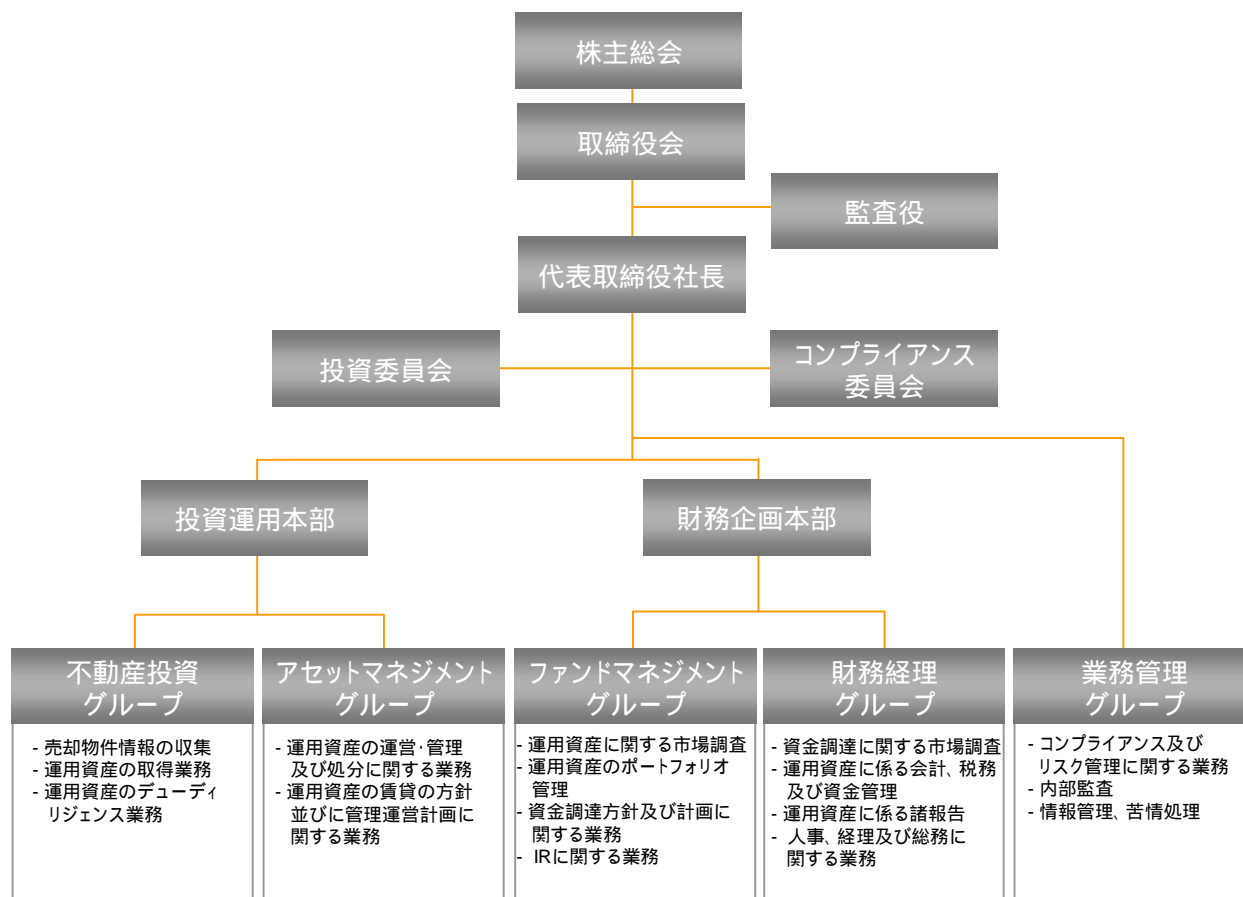 株主総会
取締役会
監査役
代表取締役社長
投資委員会
コンプライアンス
委員会
投資運用本部
財務企画本部
不動産投資
グループ
- 売却物件情報の収集
- 運用資産の取得業務
- 運用資産のデューディ
リジェンス業務
アセットマネジメント
グループ
- 運用資産の運営・管理
及び処分に関する業務
- 運用資産の賃貸の方針
並びに管理運営計画に
関する業務
ファンドマネジメント
グループ
- 運用資産に関する市場調査
- 運用資産のポートフォリオ
管理
- 資金調達方針及び計画に
関する業務
- IRに関する業務
財務経理
グループ
- 資金調達に関する市場調査
- 運用資産に係る会計、税務
及び資金管理
- 運用資産に係る諸報告
- 人事、経理及び総務に
関する業務
業務管理
グループ
- コンプライアンス及び
リスク管理に関する業務
- 内部監査
- 情報管理、苦情処理